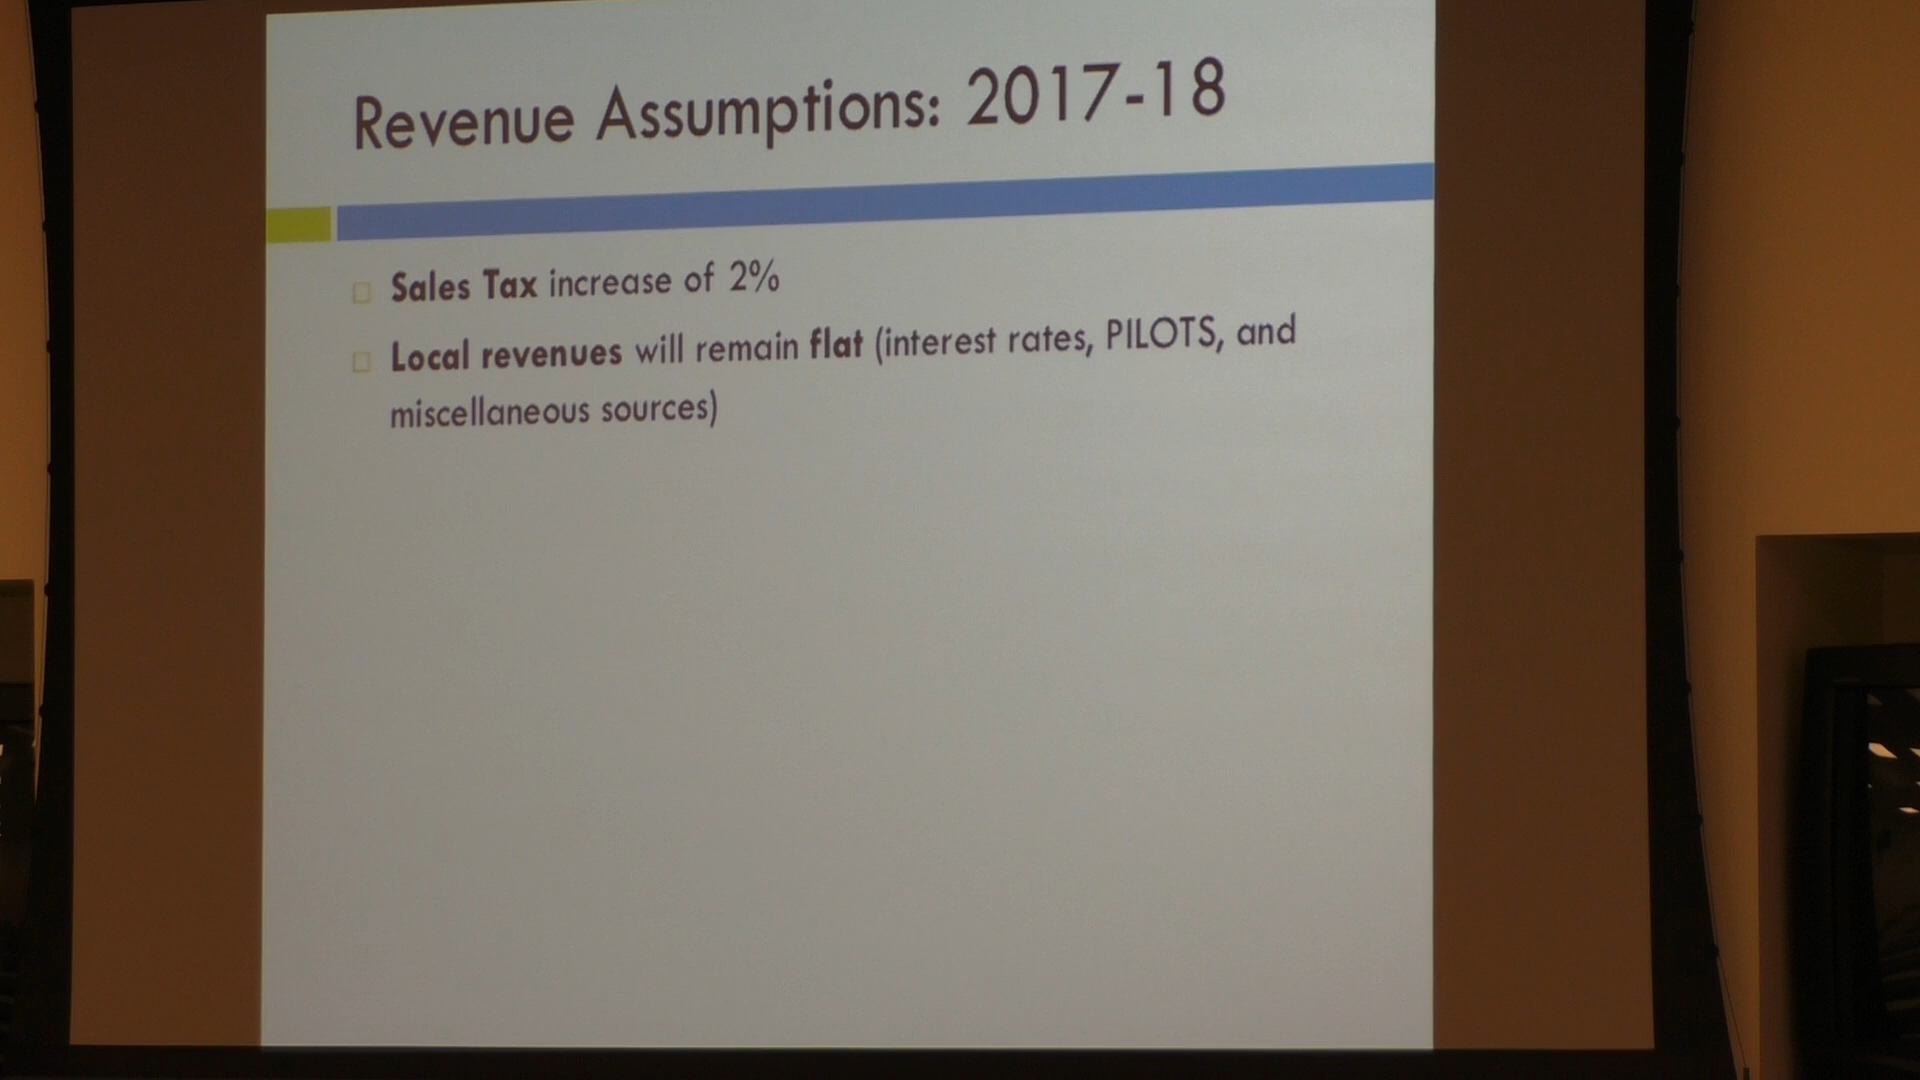 Revenue Assumptions: 2017-18
Sales Tax increase of 2%
Local revenues will remain flat (interest rates, PILOTS, and
miscellaneous sources)